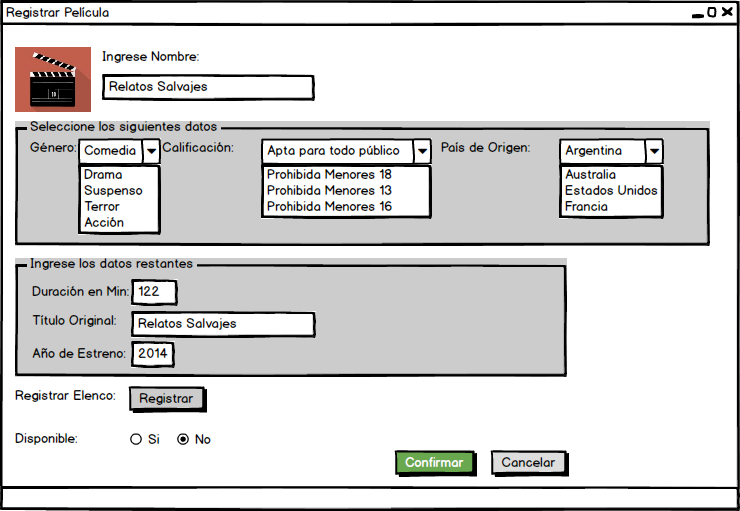 Registrar Película
Ingrese Nombre:
Relatos Salvajes
Seleccione los siguientes datos
Género: Comedia Calificación: Apta para todo público País de Origen: Argentina
Drama Prohibida Menores 18 Australia
Suspenso Prohibida Menores 13 Estados Unidos
Terror Prohibida Menores 16 Francia
Acción
Ingrese los datos restantes
Duración en Min: 122
Título Original: Relatos Salvajes
Año de Estreno: 2014
Registrar Elenco: Registrar
Disponible: Si No
Confirmar Cancelar